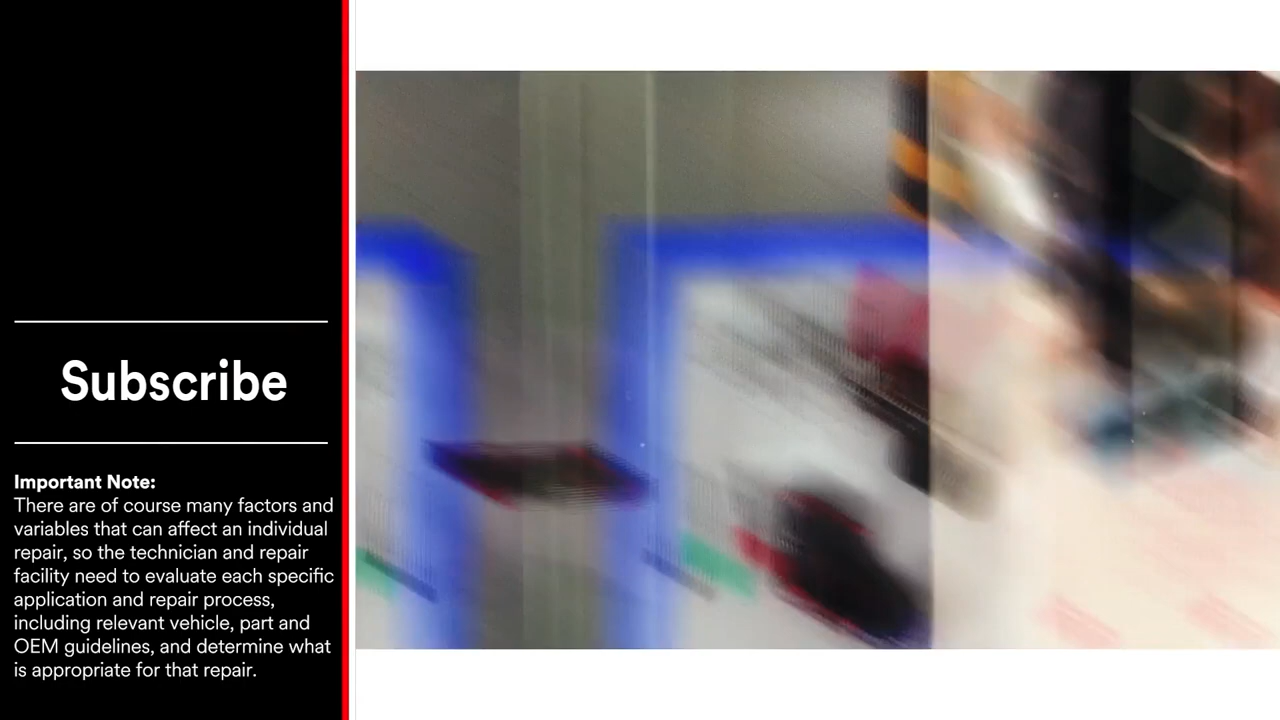 Subscribe
Important Note:
There are of course many factors and
variables that can affect an individual
repair, so the technician and repair
facility need to evaluate each specific
application and repair process,
including relevant vehicle, part and
OEM guidelines, and determine what
is appropriate for that repair.